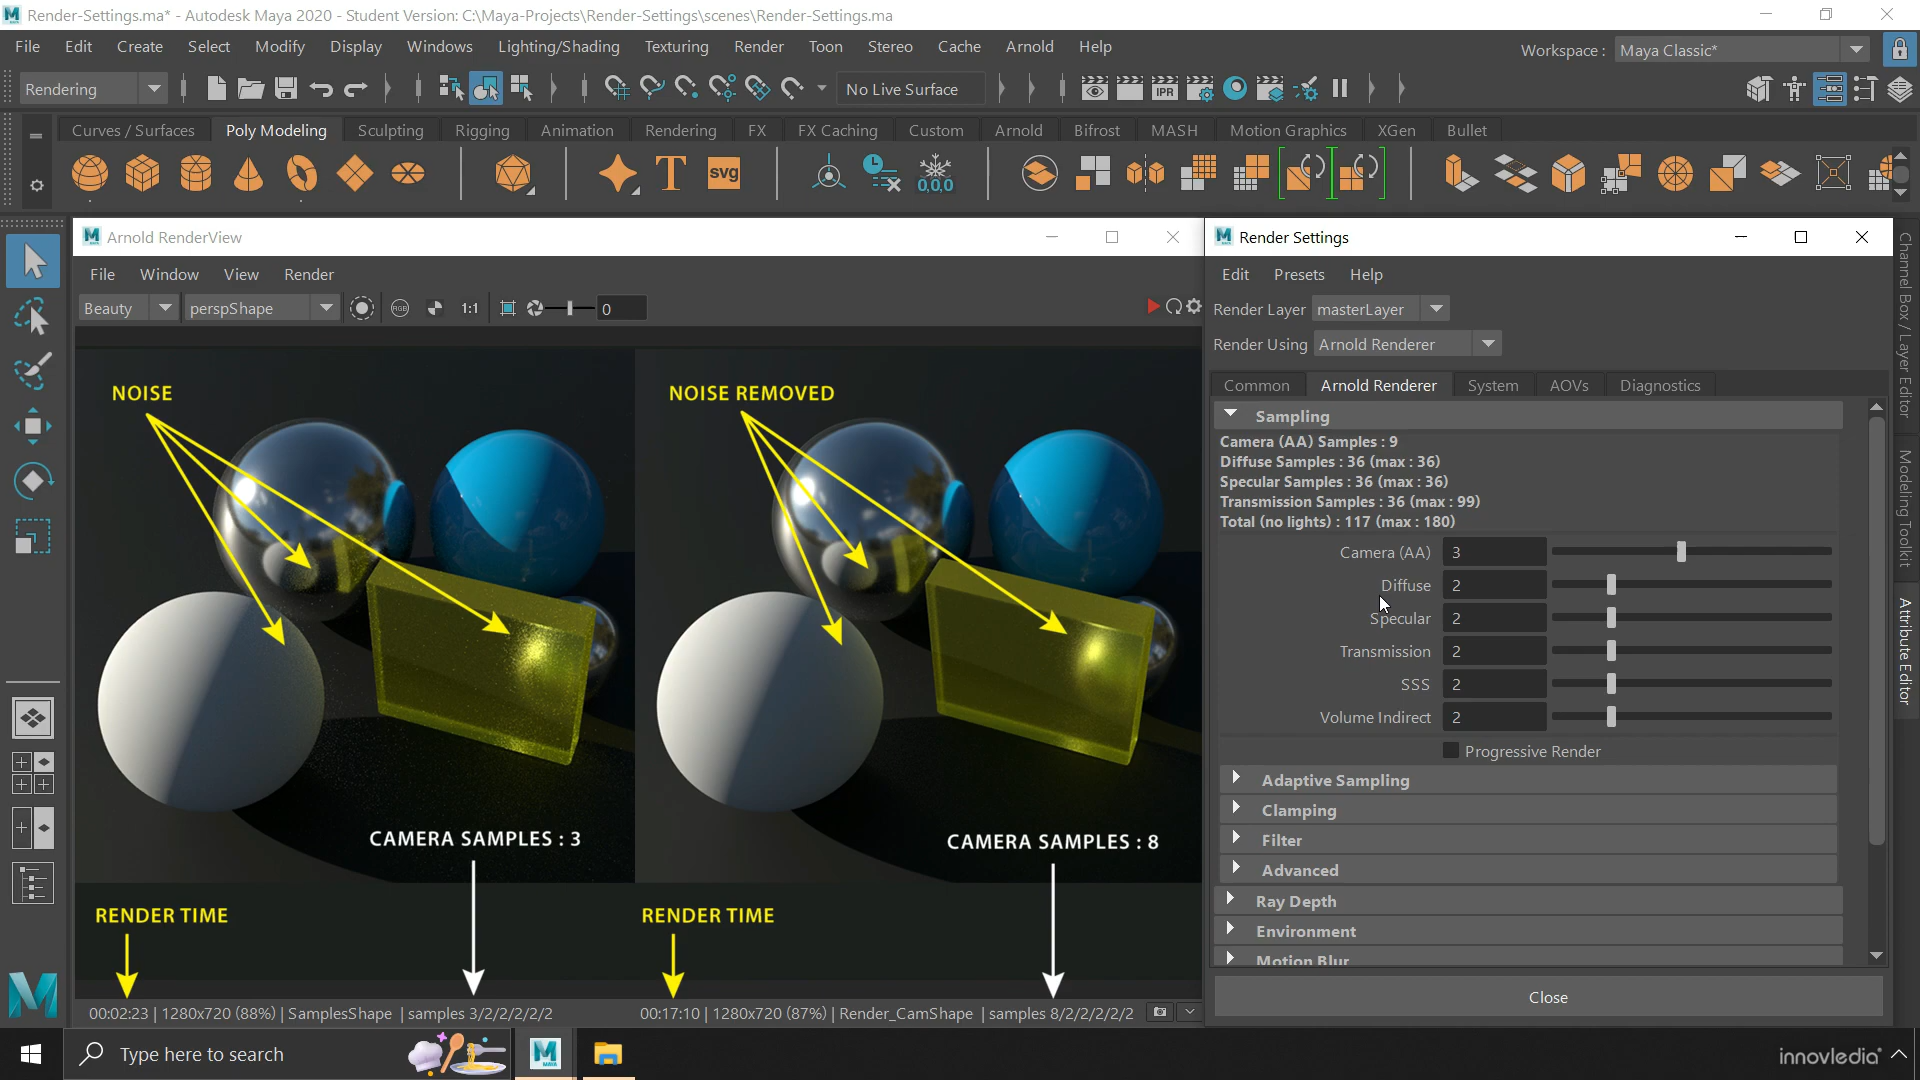 Render-Settings.ma* - Autodesk Maya 2020 - Student Version: C:\Maya-Projects\Render-Settings\scenes\Render-Settings.ma
File Edit Create Select Modify Display Windows Lighting/Shading Texturing Render Toon Stereo Cache Arnold Help
Workspace : Maya Classic*
Rendering
No Live Surface
IPR
Curves / Surfaces Poly Modeling Sculpting Rigging Animation Rendering FX FX Caching Custom Arnold Bifrost MASH Motion Graphics XGen Bullet
T
svg
0,0,0
Arnold RenderView
File Window View Render
Beauty perspShape RGB 1:1 0
NOISE
NOISE REMOVED
CAMERA SAMPLES : 3
CAMERA SAMPLES : 8
RENDER TIME
RENDER TIME
00:02:23 | 1280x720 (88%) | SamplesShape | samples 3/2/2/2/2/2
00:17:10 | 1280x720 (87%) | Render_CamShape | samples 8/2/2/2/2/2
Render Settings
Edit Presets Help
Render Layer masterLayer
Render Using Arnold Renderer
Common Arnold Renderer System AOVs Diagnostics
Sampling
Camera (AA) Samples : 9
Diffuse Samples : 36 (max : 36)
Specular Samples : 36 (max : 36)
Transmission Samples : 36 (max : 99)
Total (no lights) : 117 (max : 180)
Camera (AA) 3
Diffuse 2
Specular 2
Transmission 2
SSS 2
Volume Indirect 2
Progressive Render
Adaptive Sampling
Clamping
Filter
Advanced
Ray Depth
Environment
Motion Blur
Close
Channel Box / Layer Editor
Modeling Toolkit
Attribute Editor
Type here to search
MAYA
innovledia